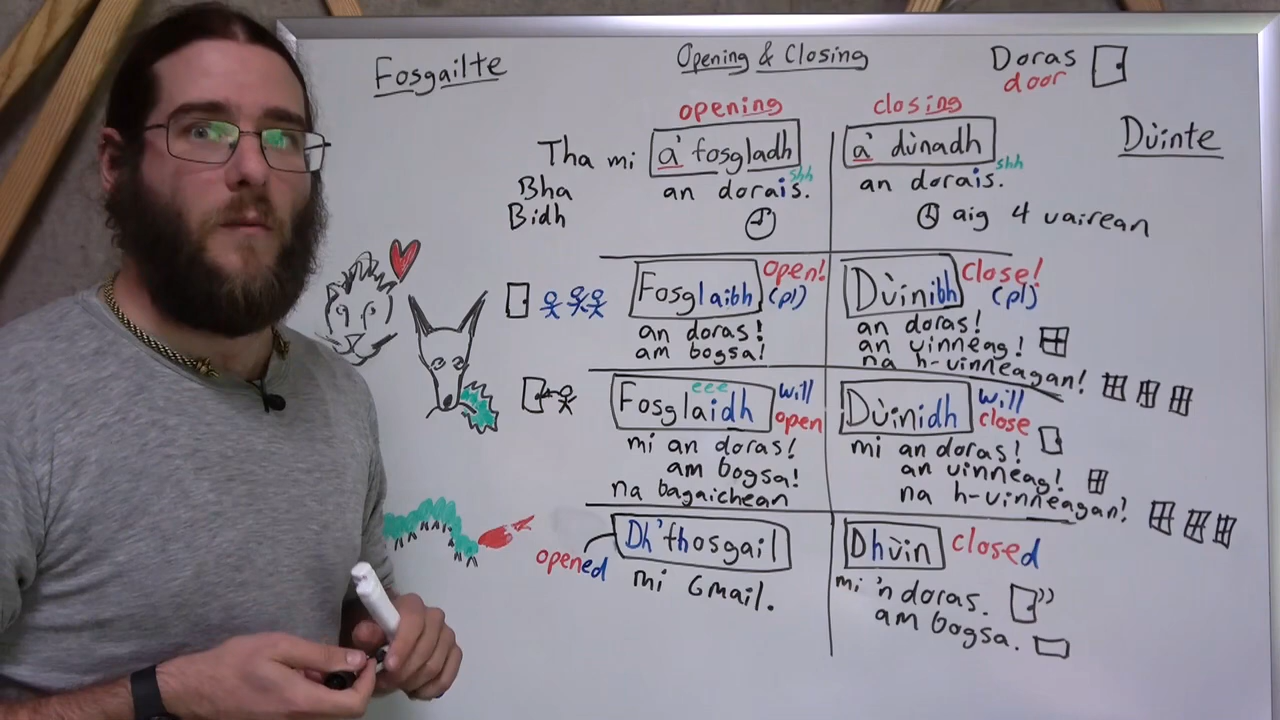 Fosgailte
Opening & Closing
Doras
door
Dùinte
opening
Tha mi a' fosgladh
Bha
Bidh
an dorais.
shh
closing
a' dùnadh
shh
an dorais.
aig 4 uairean
Fosglaibh
open!
(pl)
an doras!
am bogsa!
Dùinibh
close!
(pl)
an doras!
an uinneag!
na h-uinneagan!
eee
Fosglaidh
will
open
mi an doras!
am bogsa!
na bagaichean
Dùinidh
will
close
mi an doras!
an uinneag!
na h-uinneagan!
Dh'fhosgail
opened
mi Gmail.
Dhùin
closed
mi 'n doras.
am bogsa.